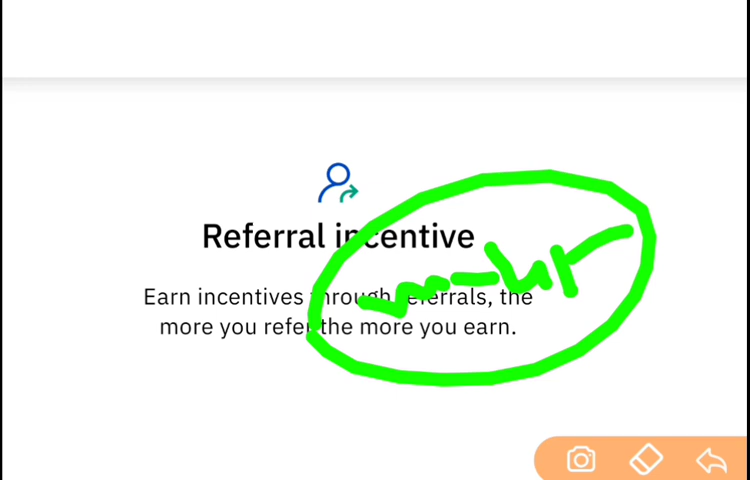 Referral incentive
Earn incentives through referrals, the
more you refer the more you earn.